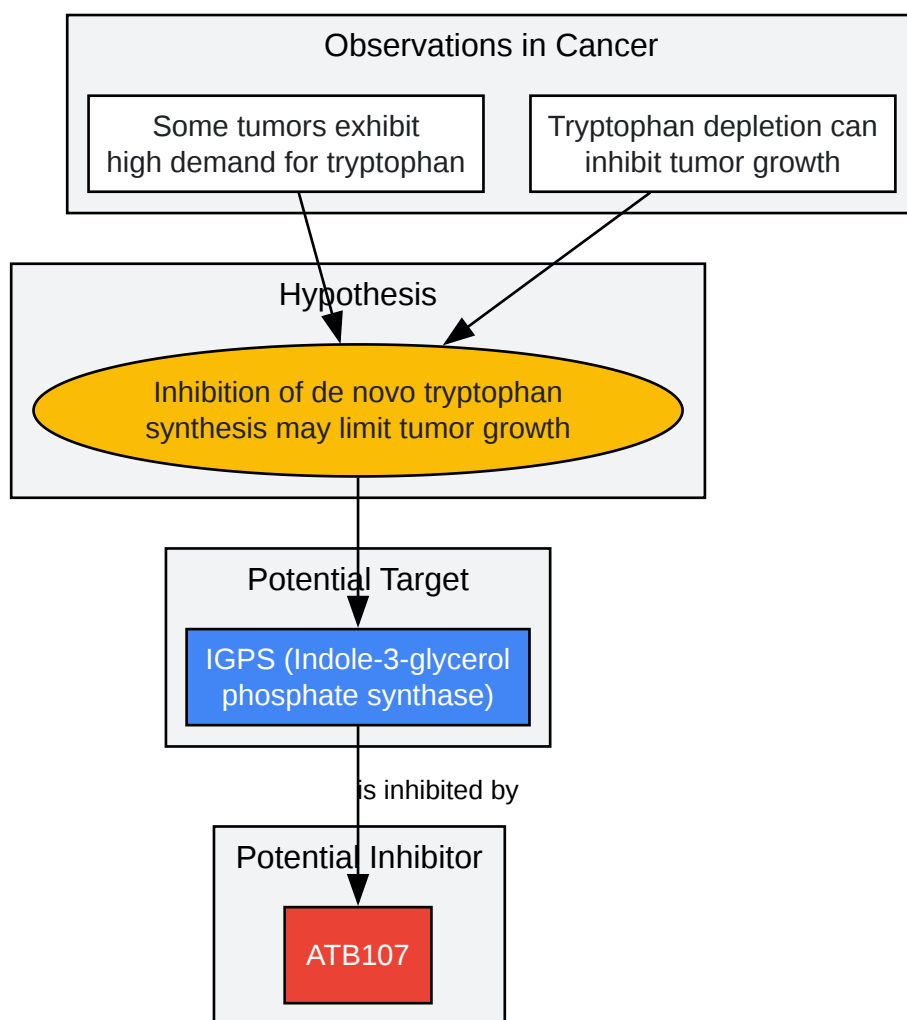 Observations in Cancer
Some tumors exhibit
high demand for tryptophan
Tryptophan depletion can
inhibit tumor growth
Hypothesis
Inhibition of de novo tryptophan
synthesis may limit tumor growth
Potential Target
IGPS (Indole-3-glycerol
phosphate synthase)
is inhibited by
Potential Inhibitor
ATB107